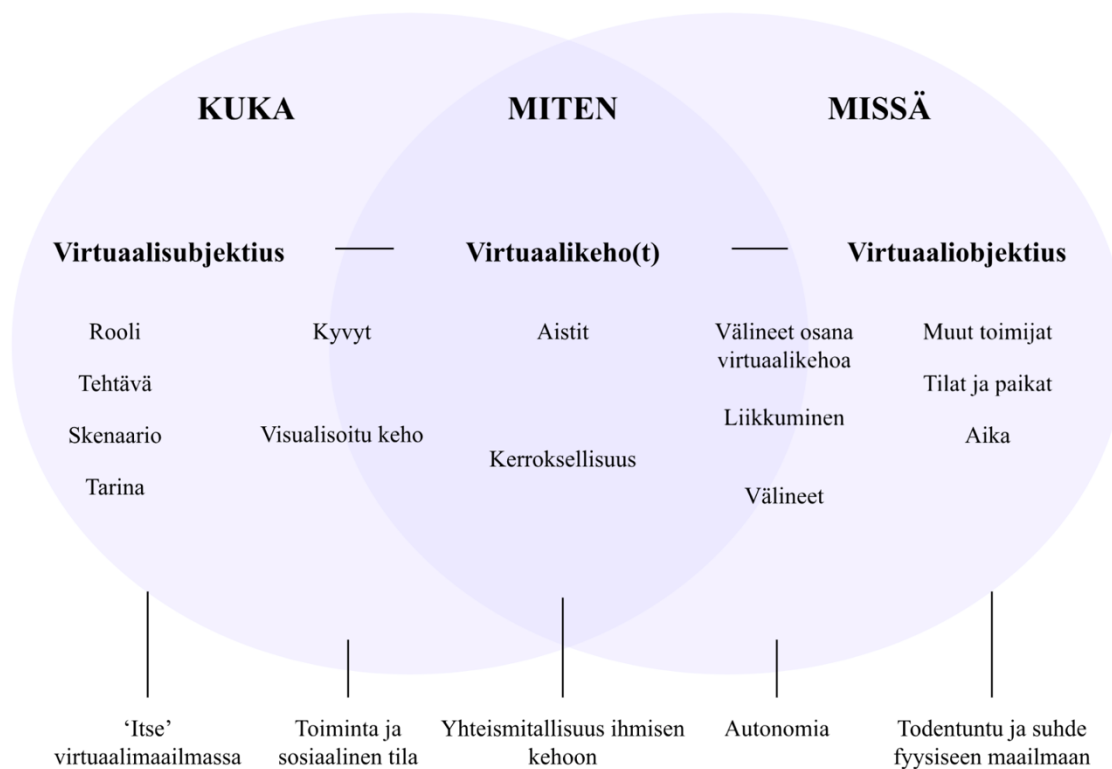 KUKA
MITEN
MISSÄ
Virtuaalisubjektius
Virtuaalikeho(t)
Virtuaaliobjektius
Rooli
Tehtävä
Skenaario
Tarina
Kyvyt
Visualisoitu keho
Aistit
Kerroksellisuus
Välineet osana
virtuaalikehoa
Liikkuminen
Välineet
Muut toimijat
Tilat ja paikat
Aika
‘Itse’
virtuaalimaailmassa
Toiminta ja
sosiaalinen tila
Yhteismitallisuus ihmisen
kehoon
Autonomia
Todentuntu ja suhde
fyysiseen maailmaan